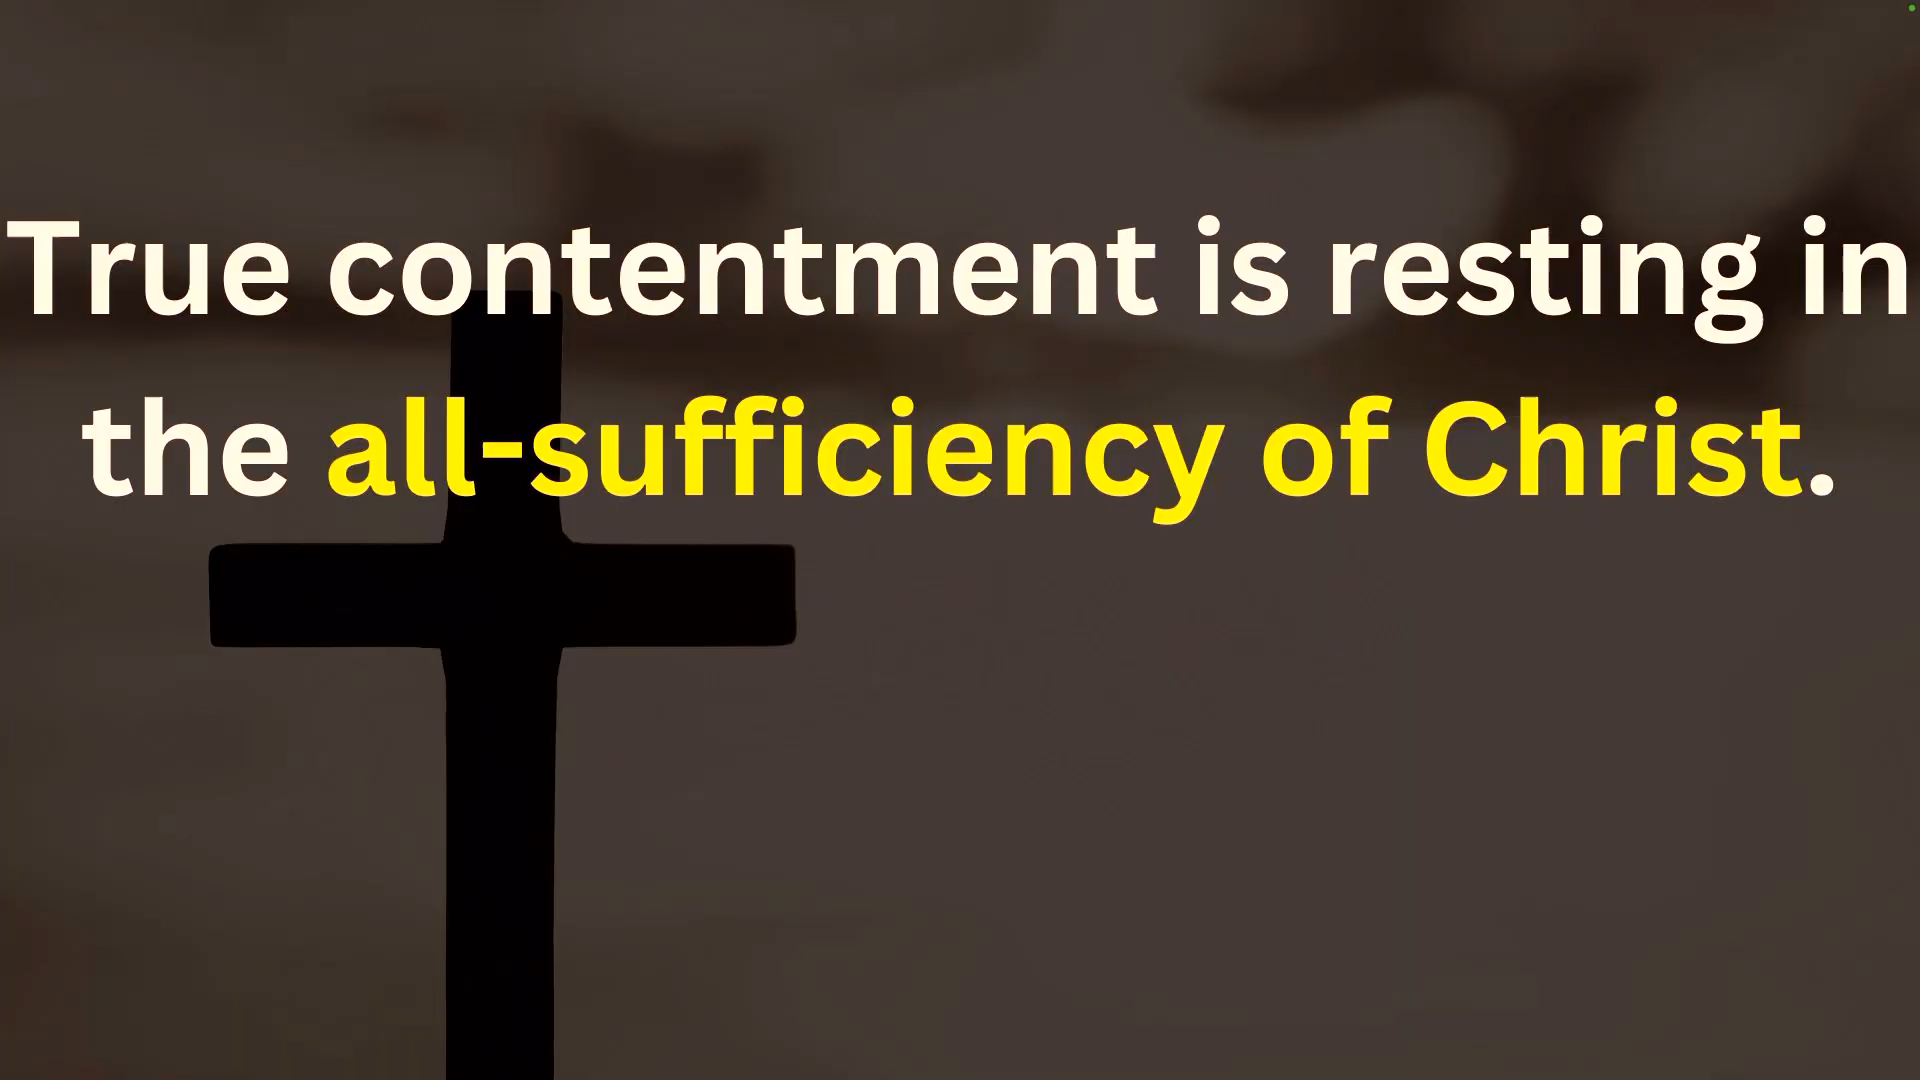 True contentment is resting in
the all-sufficiency of Christ.